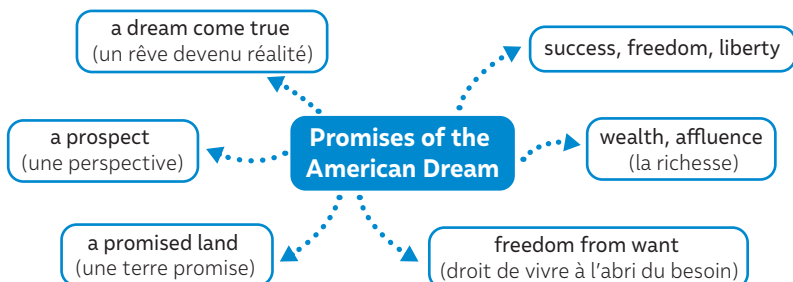 a dream come true
(un rêve devenu réalité)
success, freedom, liberty
a prospect
(une perspective)
Promises of the
American Dream
wealth, affluence
(la richesse)
a promised land
(une terre promise)
freedom from want
(droit de vivre à l’abri du besoin)